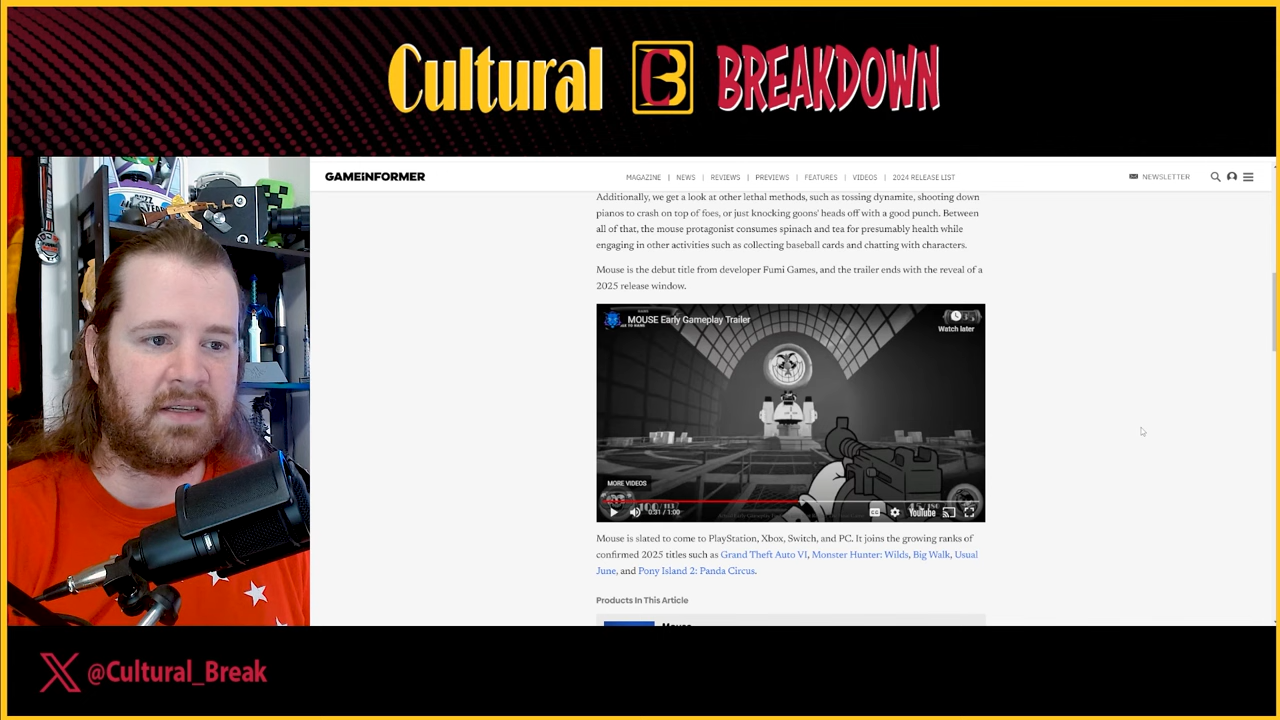 Cultural CB BREAKDOWN
GAMEINFORMER
MAGAZINE | NEWS | REVIEWS | PREVIEWS | FEATURES | VIDEOS | 2024 RELEASE LIST
NEWSLETTER
Additionally, we get a look at other lethal methods, such as tossing dynamite, shooting down
pianos to crash on top of foes, or just knocking goons' heads off with a good punch. Between
all of that, the mouse protagonist consumes spinach and tea for presumably health while
engaging in other activities such as collecting baseball cards and chatting with characters.
Mouse is the debut title from developer Fumi Games, and the trailer ends with the reveal of a
2025 release window.
MOUSE Early Gameplay Trailer
Watch later
MORE VIDEOS
0:31 / 1:00
CC
YouTube
Mouse is slated to come to PlayStation, Xbox, Switch, and PC. It joins the growing ranks of
confirmed 2025 titles such as Grand Theft Auto VI, Monster Hunter: Wilds, Big Walk, Usual
June, and Pony Island 2: Panda Circus.
Products In This Article
Mouse
X @Cultural_Break